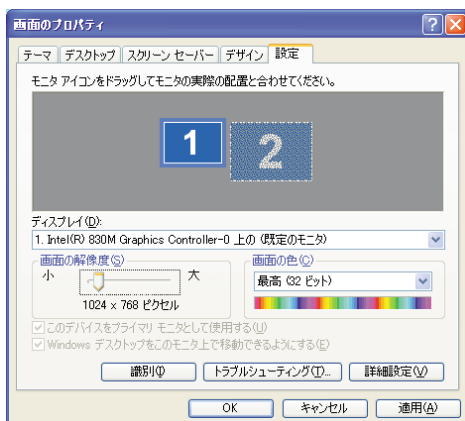 画面のプロパティ
テーマ デスクトップ スクリーン セーバー デザイン 設定
モニタ アイコンをドラッグしてモニタの実際の配置と合わせてください。
1 2
ディスプレイ(D):
1. Intel(R) 830M Graphics Controller-0 上の (既定のモニタ)
画面の解像度(S)
小 大
1024 x 768 ピクセル
画面の色(C)
最高 (32 ビット)
このデバイスをプライマリ モニタとして使用する(U)
Windows デスクトップをこのモニタ上で移動できるようにする(E)
識別(I) トラブルシューティング(T)... 詳細設定(V)
OK キャンセル 適用(A)